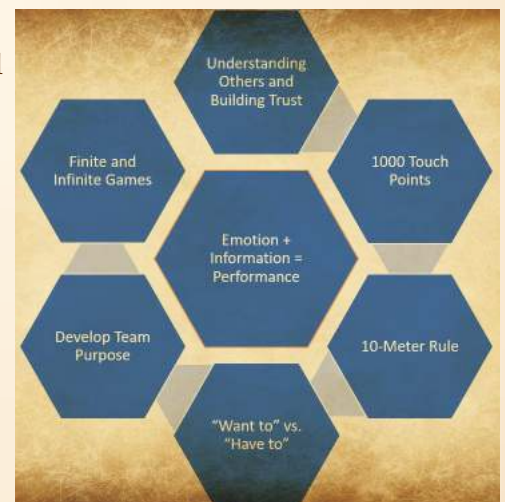 Understanding
Others and
Building Trust
1000 Touch
Points
10-Meter Rule
"Want to" vs.
"Have to"
Develop Team
Purpose
Finite and
Infinite Games
Emotion +
Information =
Performance